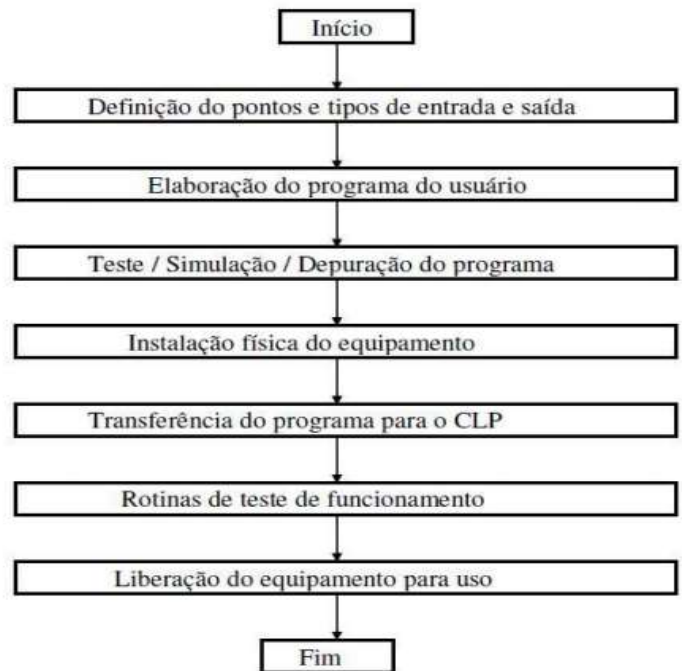 Início
Definição do pontos e tipos de entrada e saída
Elaboração do programa do usuário
Teste / Simulação / Depuração do programa
Instalação física do equipamento
Transferência do programa para o CLP
Rotinas de teste de funcionamento
Liberação do equipamento para uso
Fim